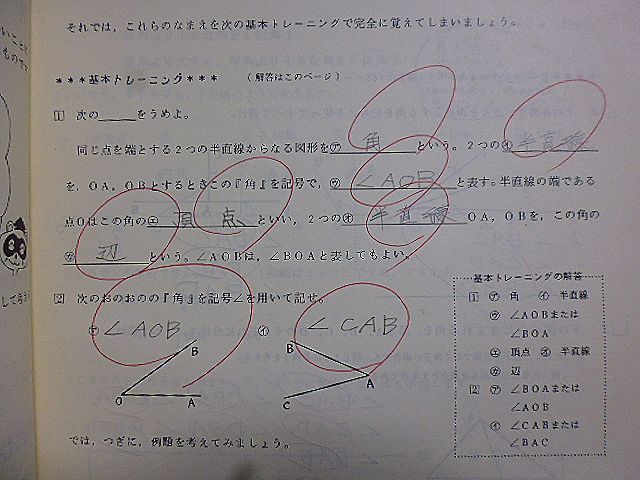 それでは，これらのなまえを次の基本トレーニングで完全に覚えてしまいましょう。
＊＊＊基本トレーニング＊＊＊　（解答はこのページ）
1 次の＿＿＿をうめよ。
同じ点を端とする２つの半直線からなる図形を㋐ 角 という。２つの㋑ 半直線
を，ＯＡ，ＯＢとするときこの『角』を記号で，㋒ ∠AOB と表す。半直線の端である
点Ｏはこの角の㋓ 頂点 といい，２つの㋔ 半直線 ＯＡ，ＯＢを，この角の
㋕ 辺 という。∠ＡＯＢは，∠ＢＯＡと表してもよい。
2 次のおのおのの『角』を記号∠を用いて記せ。
㋐ ∠AOB
B
O
A
㋑ ∠CAB
B
A
C
では，つぎに，例題を考えてみましょう。
基本トレーニングの解答
1 ㋐ 角 ㋑ 半直線
㋒ ∠ＡＯＢまたは
∠ＢＯＡ
㋓ 頂点 ㋔ 半直線
㋕ 辺
2 ㋐ ∠ＢＯＡまたは
∠ＡＯＢ
㋑ ∠ＣＡＢまたは
∠ＢＡＣ